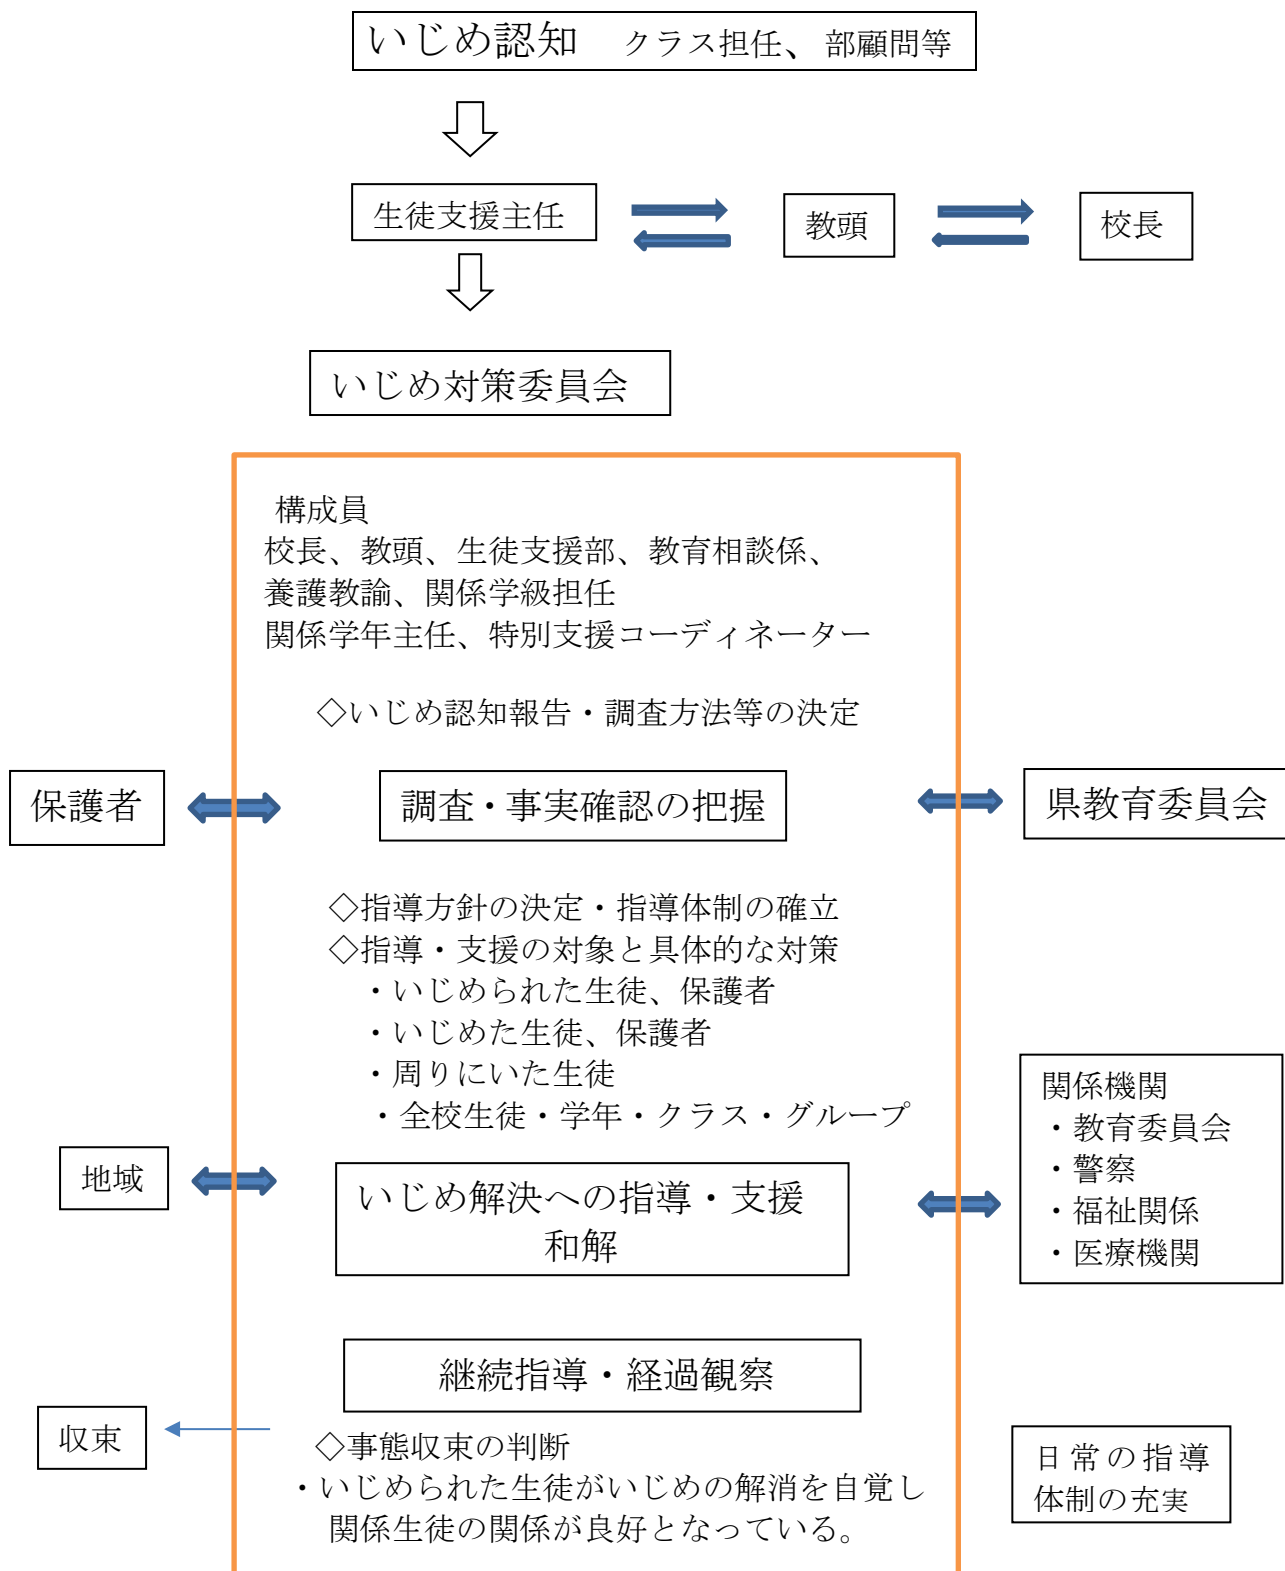 いじめ認知　クラス担任、部顧問等
生徒支援主任
教頭
校長
いじめ対策委員会
構成員
校長、教頭、生徒支援部、教育相談係、
養護教諭、関係学級担任
関係学年主任、特別支援コーディネーター
◇いじめ認知報告・調査方法等の決定
保護者
調査・事実確認の把握
県教育委員会
◇指導方針の決定・指導体制の確立
◇指導・支援の対象と具体的な対策
・いじめられた生徒、保護者
・いじめた生徒、保護者
・周りにいた生徒
・全校生徒・学年・クラス・グループ
関係機関
・教育委員会
・警察
・福祉関係
・医療機関
地域
いじめ解決への指導・支援
和解
継続指導・経過観察
収束
◇事態収束の判断
・いじめられた生徒がいじめの解消を自覚し
関係生徒の関係が良好となっている。
日常の指導
体制の充実